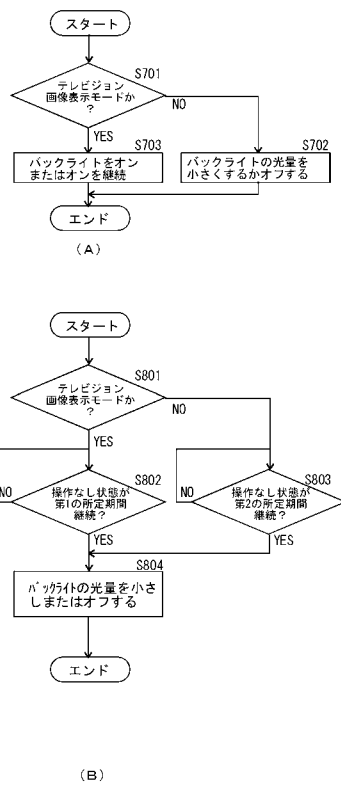 スタート
S701
テレビジョン
画像表示モードか
?
NO
YES
S703
バックライトをオン
またはオンを継続
S702
バックライトの光量を
小さくするかオフする
エンド
(A)
スタート
S801
テレビジョン
画像表示モードか
?
NO
YES
S802
操作なし状態が
第1の所定期間
継続?
NO
YES
S803
操作なし状態が
第2の所定期間
継続?
NO
YES
S804
バックライトの光量を小さ
しまたはオフする
エンド
(B)